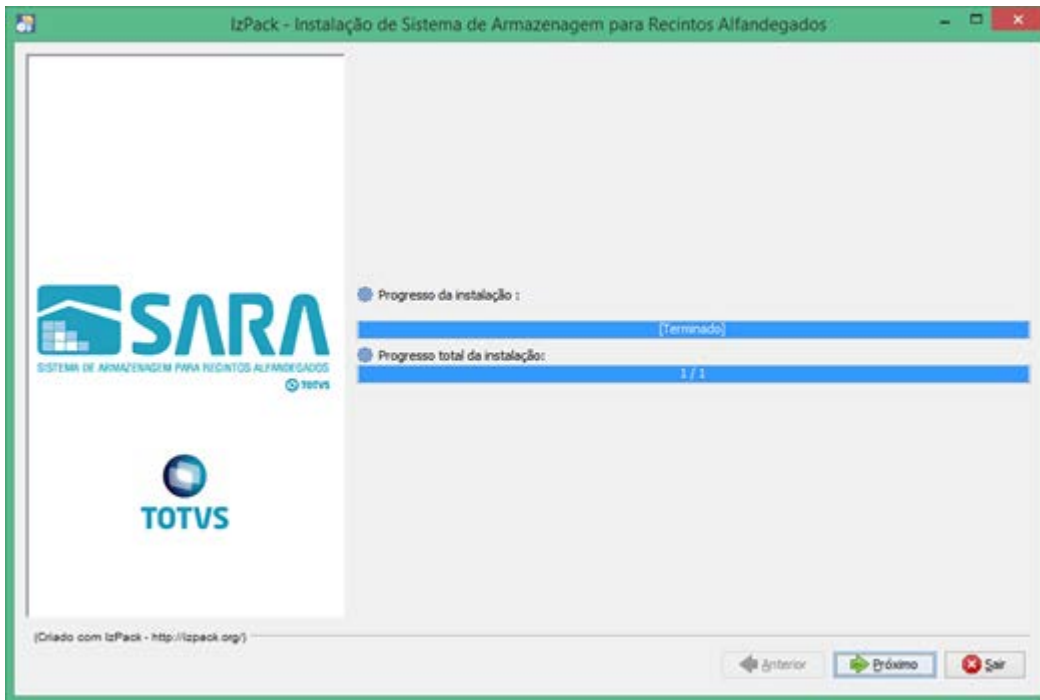 IzPack - Instalação de Sistema de Armazenagem para Recintos Alfandegados
SARA
SISTEMA DE ARMAZENAGEM PARA RECINTOS ALFANDEGADOS
TOTVS
TOTVS
Progresso da instalação :
[Terminado]
Progresso total da instalação:
1 / 1
(Criado com IzPack - http://izpack.org/)
Anterior
Próximo
Sair